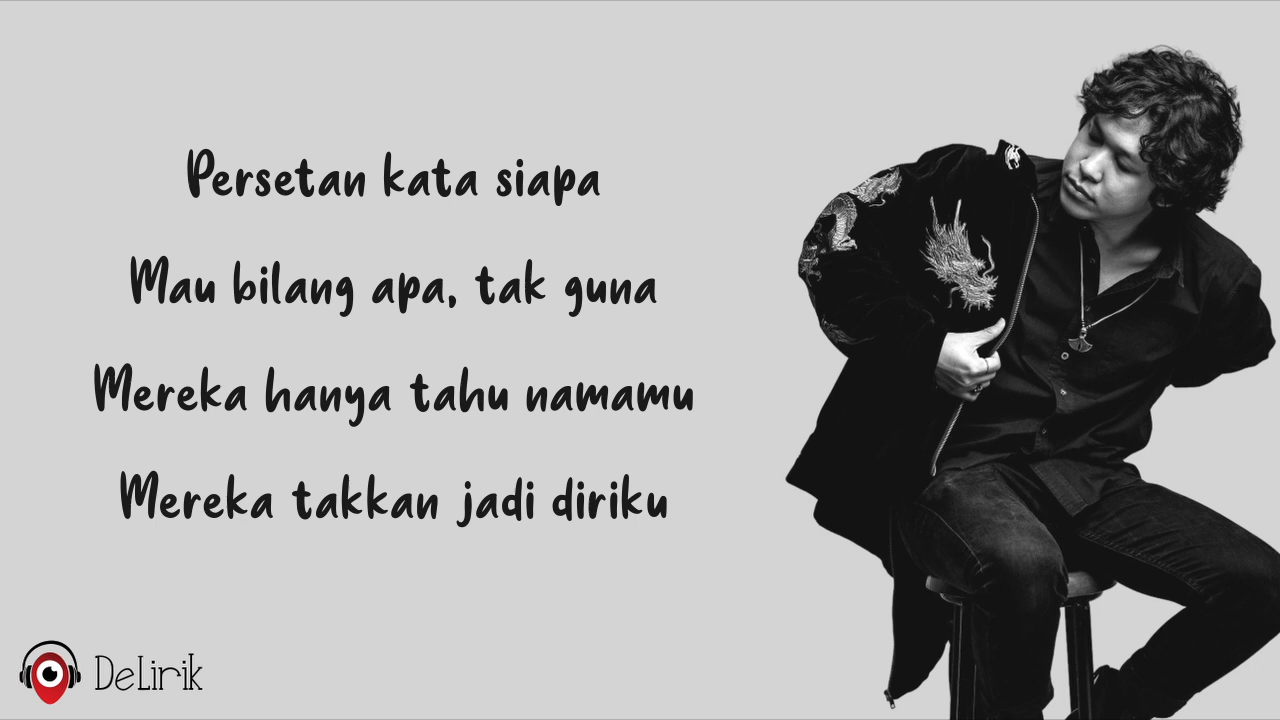 Persetan kata siapa
Mau bilang apa, tak guna
Mereka hanya tahu namamu
Mereka takkan jadi diriku
DeLirik